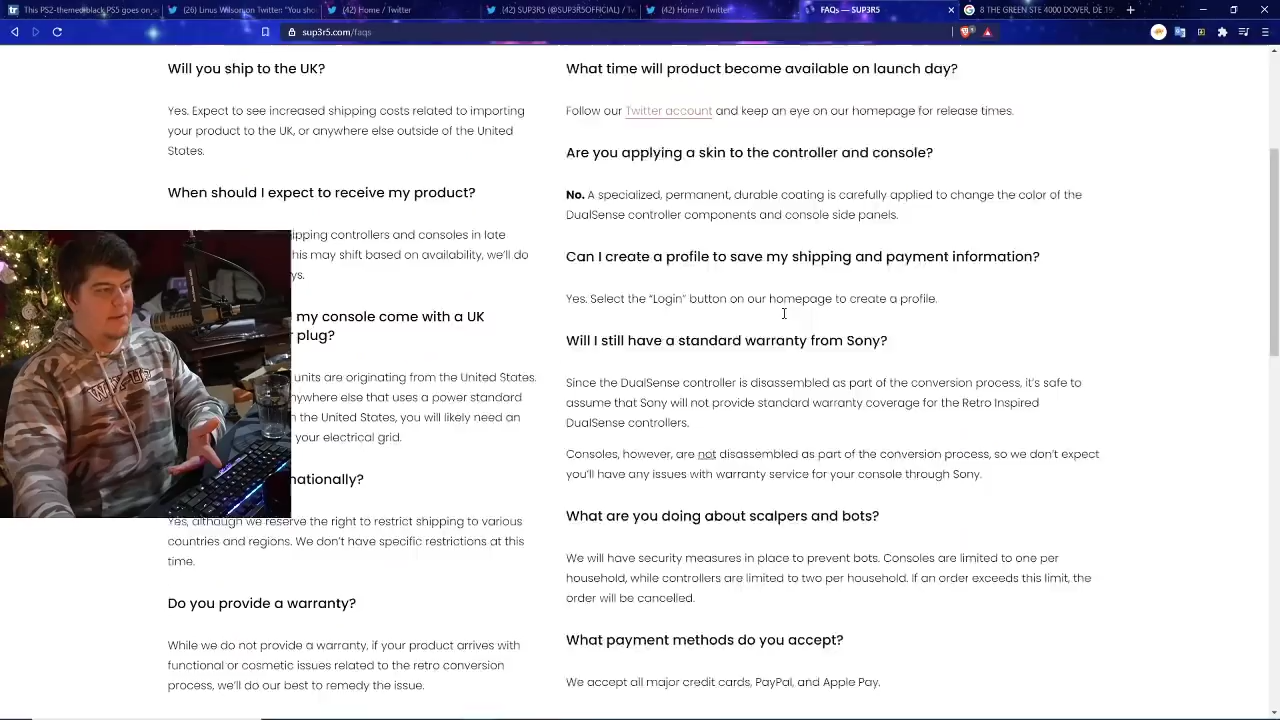 This PS2-themed black PS5 goes on s
(26) Linus Wilson on Twitter: "You shou
(42) Home / Twitter
(42) SUP3R5 (@SUP3R5OFFICIAL) / Tw
(42) Home / Twitter
FAQs — SUP3R5
8 THE GREEN STE 4000 DOVER, DE 199
sup3r5.com/faqs
Will you ship to the UK?
Yes. Expect to see increased shipping costs related to importing
your product to the UK, or anywhere else outside of the United
States.
When should I expect to receive my product?
ipping controllers and consoles in late
his may shift based on availability, we'll do
ys.
my console come with a UK
plug?
units are originating from the United States.
nywhere else that uses a power standard
the United States, you will likely need an
your electrical grid.
nationally?
Yes, although we reserve the right to restrict shipping to various
countries and regions. We don't have specific restrictions at this
time.
Do you provide a warranty?
While we do not provide a warranty, if your product arrives with
functional or cosmetic issues related to the retro conversion
process, we'll do our best to remedy the issue.
What time will product become available on launch day?
Follow our Twitter account and keep an eye on our homepage for release times.
Are you applying a skin to the controller and console?
No. A specialized, permanent, durable coating is carefully applied to change the color of the
DualSense controller components and console side panels.
Can I create a profile to save my shipping and payment information?
Yes. Select the "Login" button on our homepage to create a profile.
Will I still have a standard warranty from Sony?
Since the DualSense controller is disassembled as part of the conversion process, it's safe to
assume that Sony will not provide standard warranty coverage for the Retro Inspired
DualSense controllers.
Consoles, however, are not disassembled as part of the conversion process, so we don't expect
you'll have any issues with warranty service for your console through Sony.
What are you doing about scalpers and bots?
We will have security measures in place to prevent bots. Consoles are limited to one per
household, while controllers are limited to two per household. If an order exceeds this limit, the
order will be cancelled.
What payment methods do you accept?
We accept all major credit cards, PayPal, and Apple Pay.